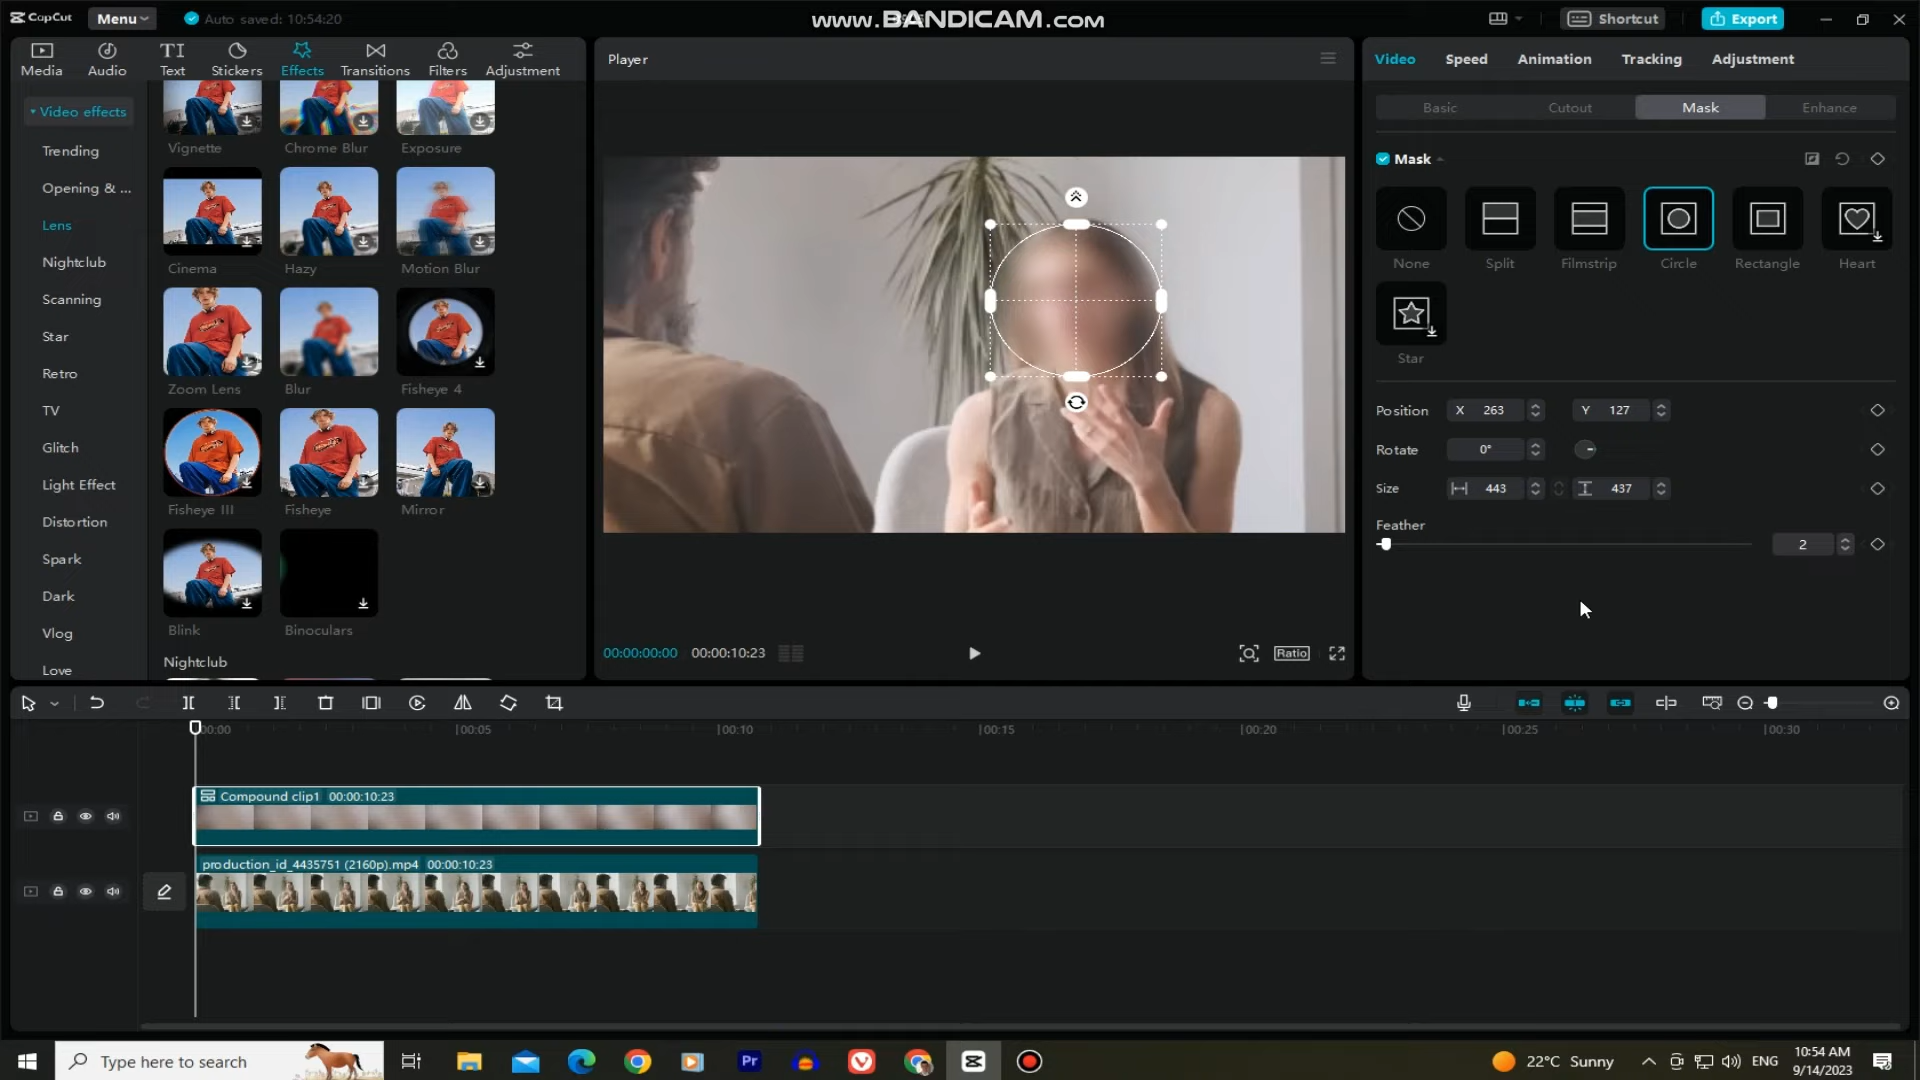 CapCut
Menu
Auto saved: 10:54:20
www.BANDICAM.com
Shortcut
Export
Media
Audio
TI
Text
Stickers
Effects
Transitions
Filters
Adjustment
Video effects
Trending
Opening & ...
Lens
Nightclub
Scanning
Star
Retro
TV
Glitch
Light Effect
Distortion
Spark
Dark
Vlog
Love
Vignette
Chrome Blur
Exposure
Cinema
Hazy
Motion Blur
Zoom Lens
Blur
Fisheye 4
Fisheye III
Fisheye
Mirror
Blink
Binoculars
Nightclub
Player
00:00:00:00 00:00:10:23
Ratio
Video
Speed
Animation
Tracking
Adjustment
Basic
Cutout
Mask
Enhance
Mask
None
Split
Filmstrip
Circle
Rectangle
Heart
Star
Position X 263 Y 127
Rotate 0°
Size 443 437
Feather
2
00:00
00:05
00:10
00:15
00:20
00:25
00:30
Compound clip1 00:00:10:23
production_id_4435751 (2160p).mp4 00:00:10:23
Type here to search
Pr
22°C Sunny
ENG
10:54 AM
9/14/2023